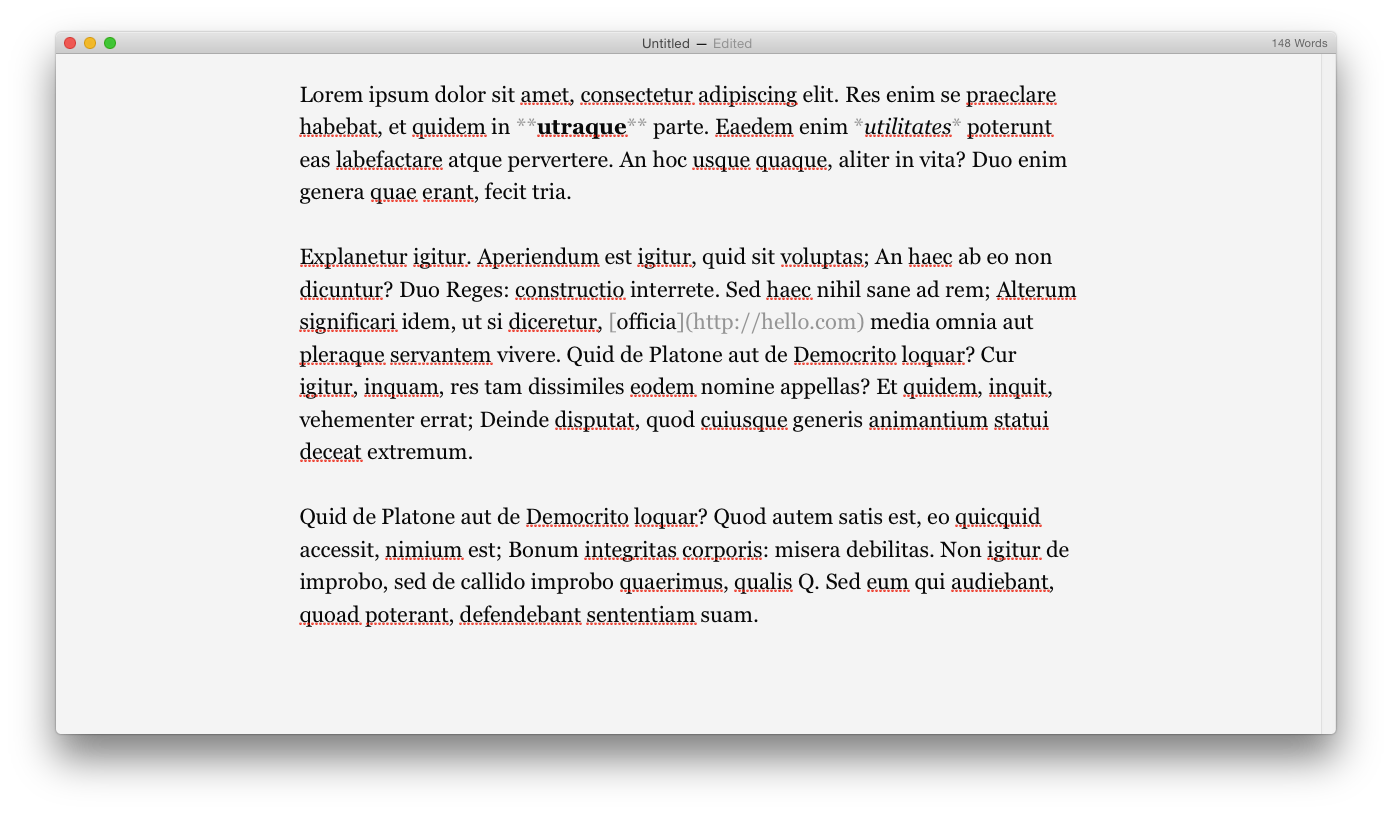 Untitled — Edited
148 Words
Lorem ipsum dolor sit amet, consectetur adipiscing elit. Res enim se praeclare
habebat, et quidem in **utraque** parte. Eaedem enim *utilitates* poterunt
eas labefactare atque pervertere. An hoc usque quaque, aliter in vita? Duo enim
genera quae erant, fecit tria.
Explanetur igitur. Aperiendum est igitur, quid sit voluptas; An haec ab eo non
dicuntur? Duo Reges: constructio interrete. Sed haec nihil sane ad rem; Alterum
significari idem, ut si diceretur, [officia](http://hello.com) media omnia aut
pleraque servantem vivere. Quid de Platone aut de Democrito loquar? Cur
igitur, inquam, res tam dissimiles eodem nomine appellas? Et quidem, inquit,
vehementer errat; Deinde disputat, quod cuiusque generis animantium statui
deceat extremum.
Quid de Platone aut de Democrito loquar? Quod autem satis est, eo quicquid
accessit, nimium est; Bonum integritas corporis: misera debilitas. Non igitur de
improbo, sed de callido improbo quaerimus, qualis Q. Sed eum qui audiebant,
quoad poterant, defendebant sententiam suam.